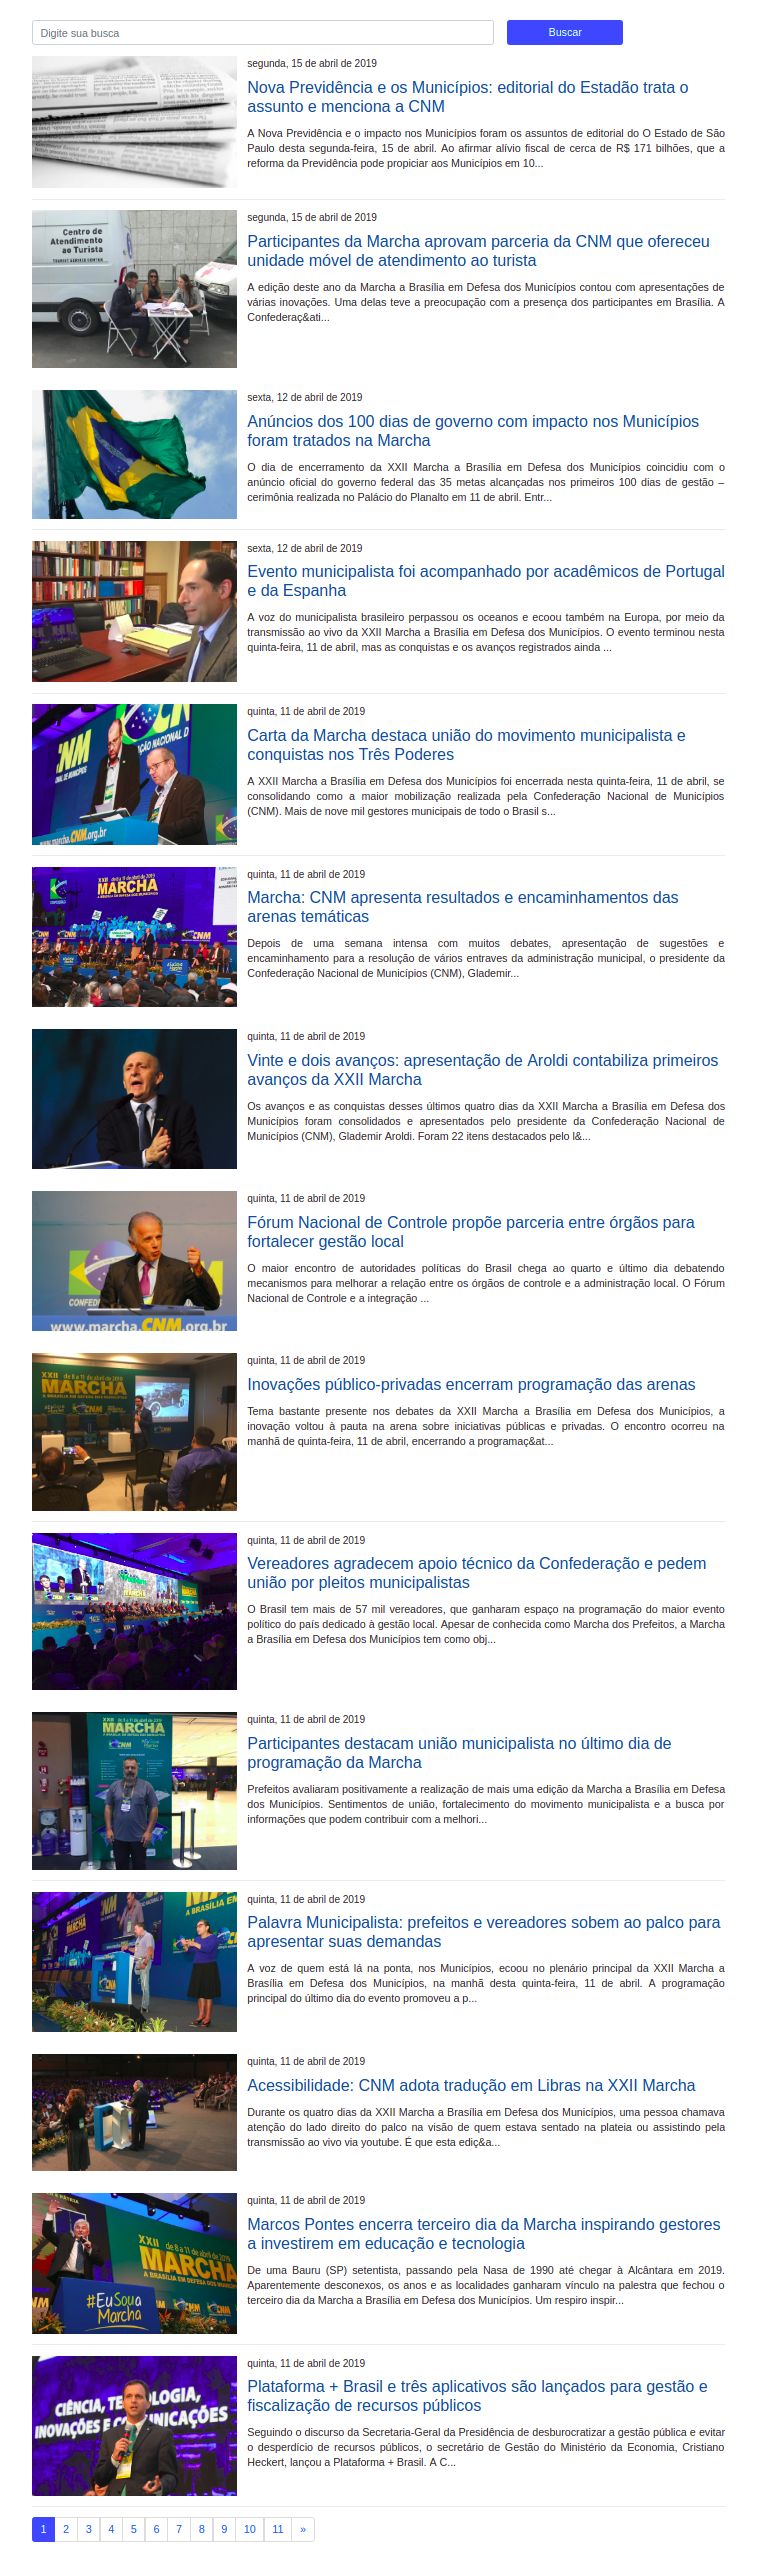 Digite sua busca
Buscar
segunda, 15 de abril de 2019
Nova Previdência e os Municípios: editorial do Estadão trata o
assunto e menciona a CNM
A Nova Previdência e o impacto nos Municípios foram os assuntos de editorial do O Estado de São
Paulo desta segunda-feira, 15 de abril. Ao afirmar alívio fiscal de cerca de R$ 171 bilhões, que a
reforma da Previdência pode propiciar aos Municípios em 10...
Centro de
Atendimento
ao Turista
segunda, 15 de abril de 2019
Participantes da Marcha aprovam parceria da CNM que ofereceu
unidade móvel de atendimento ao turista
A edição deste ano da Marcha a Brasília em Defesa dos Municípios contou com apresentações de
várias inovações. Uma delas teve a preocupação com a presença dos participantes em Brasília. A
Confederaç&ati...
sexta, 12 de abril de 2019
Anúncios dos 100 dias de governo com impacto nos Municípios
foram tratados na Marcha
O dia de encerramento da XXII Marcha a Brasília em Defesa dos Municípios coincidiu com o
anúncio oficial do governo federal das 35 metas alcançadas nos primeiros 100 dias de gestão –
cerimônia realizada no Palácio do Planalto em 11 de abril. Entr...
sexta, 12 de abril de 2019
Evento municipalista foi acompanhado por acadêmicos de Portugal
e da Espanha
A voz do municipalista brasileiro perpassou os oceanos e ecoou também na Europa, por meio da
transmissão ao vivo da XXII Marcha a Brasília em Defesa dos Municípios. O evento terminou nesta
quinta-feira, 11 de abril, mas as conquistas e os avanços registrados ainda ...
www.marcha.CNM.org.br
quinta, 11 de abril de 2019
Carta da Marcha destaca união do movimento municipalista e
conquistas nos Três Poderes
A XXII Marcha a Brasília em Defesa dos Municípios foi encerrada nesta quinta-feira, 11 de abril, se
consolidando como a maior mobilização realizada pela Confederação Nacional de Municípios
(CNM). Mais de nove mil gestores municipais de todo o Brasil s...
MARCHA
CNM
quinta, 11 de abril de 2019
Marcha: CNM apresenta resultados e encaminhamentos das
arenas temáticas
Depois de uma semana intensa com muitos debates, apresentação de sugestões e
encaminhamento para a resolução de vários entraves da administração municipal, o presidente da
Confederação Nacional de Municípios (CNM), Glademir...
quinta, 11 de abril de 2019
Vinte e dois avanços: apresentação de Aroldi contabiliza primeiros
avanços da XXII Marcha
Os avanços e as conquistas desses últimos quatro dias da XXII Marcha a Brasília em Defesa dos
Municípios foram consolidados e apresentados pelo presidente da Confederação Nacional de
Municípios (CNM), Glademir Aroldi. Foram 22 itens destacados pelo l&...
www.marcha.CNM.org.br
quinta, 11 de abril de 2019
Fórum Nacional de Controle propõe parceria entre órgãos para
fortalecer gestão local
O maior encontro de autoridades políticas do Brasil chega ao quarto e último dia debatendo
mecanismos para melhorar a relação entre os órgãos de controle e a administração local. O Fórum
Nacional de Controle e a integração ...
XXII de 8 a 11 de abril de 2019
MARCHA
quinta, 11 de abril de 2019
Inovações público-privadas encerram programação das arenas
Tema bastante presente nos debates da XXII Marcha a Brasília em Defesa dos Municípios, a
inovação voltou à pauta na arena sobre iniciativas públicas e privadas. O encontro ocorreu na
manhã de quinta-feira, 11 de abril, encerrando a programaç&at...
quinta, 11 de abril de 2019
Vereadores agradecem apoio técnico da Confederação e pedem
união por pleitos municipalistas
O Brasil tem mais de 57 mil vereadores, que ganharam espaço na programação do maior evento
político do país dedicado à gestão local. Apesar de conhecida como Marcha dos Prefeitos, a Marcha
a Brasília em Defesa dos Municípios tem como obj...
MARCHA
CNM
quinta, 11 de abril de 2019
Participantes destacam união municipalista no último dia de
programação da Marcha
Prefeitos avaliaram positivamente a realização de mais uma edição da Marcha a Brasília em Defesa
dos Municípios. Sentimentos de união, fortalecimento do movimento municipalista e a busca por
informações que podem contribuir com a melhori...
quinta, 11 de abril de 2019
Palavra Municipalista: prefeitos e vereadores sobem ao palco para
apresentar suas demandas
A voz de quem está lá na ponta, nos Municípios, ecoou no plenário principal da XXII Marcha a
Brasília em Defesa dos Municípios, na manhã desta quinta-feira, 11 de abril. A programação
principal do último dia do evento promoveu a p...
quinta, 11 de abril de 2019
Acessibilidade: CNM adota tradução em Libras na XXII Marcha
Durante os quatro dias da XXII Marcha a Brasília em Defesa dos Municípios, uma pessoa chamava
atenção do lado direito do palco na visão de quem estava sentado na plateia ou assistindo pela
transmissão ao vivo via youtube. É que esta ediç&a...
XXII de 8 a 11 de abril de 2019
MARCHA
#EuSoua
Marcha
quinta, 11 de abril de 2019
Marcos Pontes encerra terceiro dia da Marcha inspirando gestores
a investirem em educação e tecnologia
De uma Bauru (SP) setentista, passando pela Nasa de 1990 até chegar à Alcântara em 2019.
Aparentemente desconexos, os anos e as localidades ganharam vínculo na palestra que fechou o
terceiro dia da Marcha a Brasília em Defesa dos Municípios. Um respiro inspir...
quinta, 11 de abril de 2019
Plataforma + Brasil e três aplicativos são lançados para gestão e
fiscalização de recursos públicos
Seguindo o discurso da Secretaria-Geral da Presidência de desburocratizar a gestão pública e evitar
o desperdício de recursos públicos, o secretário de Gestão do Ministério da Economia, Cristiano
Heckert, lançou a Plataforma + Brasil. A C...
1 2 3 4 5 6 7 8 9 10 11 »